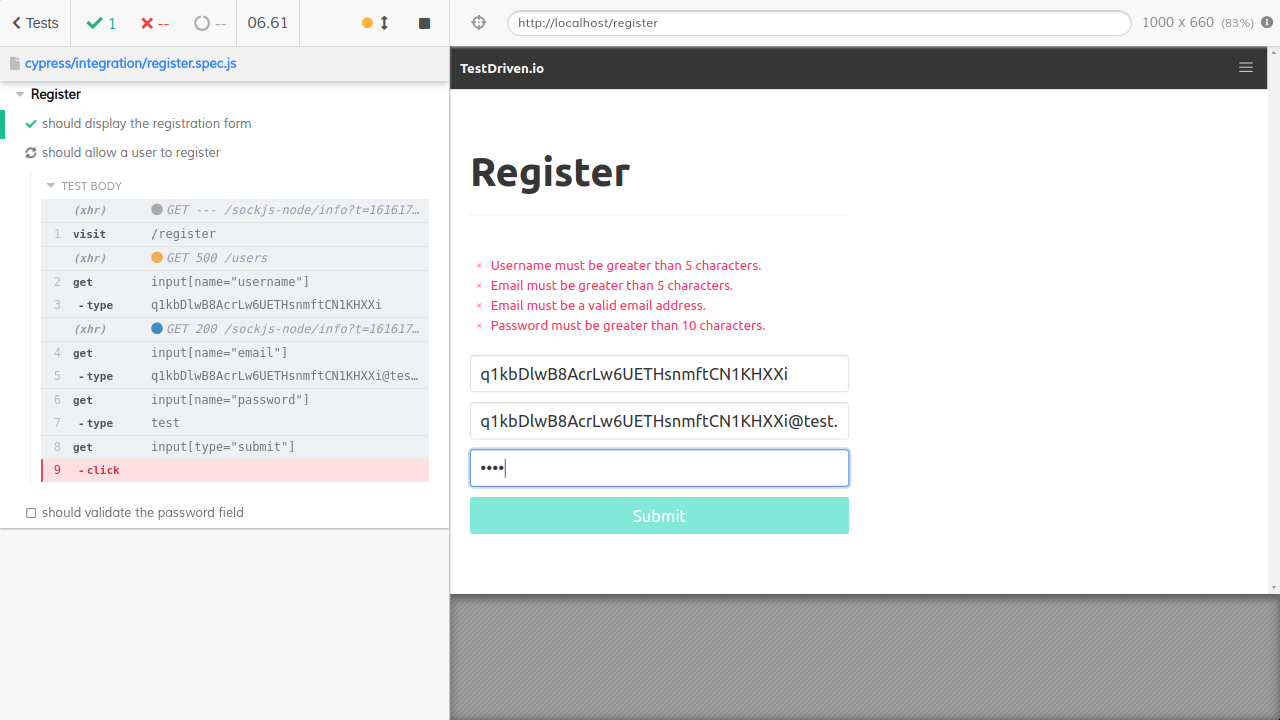 Tests
1
--
--
06.61
http://localhost/register
1000 x 660 (83%)
cypress/integration/register.spec.js
Register
should display the registration form
should allow a user to register
TEST BODY
(xhr) GET --- /sockjs-node/info?t=161617…
1 visit /register
(xhr) GET 500 /users
2 get input[name="username"]
3 - type q1kbDlwB8AcrLw6UETHsnmftCN1KHXXi
(xhr) GET 200 /sockjs-node/info?t=161617…
4 get input[name="email"]
5 - type q1kbDlwB8AcrLw6UETHsnmftCN1KHXXi@tes…
6 get input[name="password"]
7 - type test
8 get input[type="submit"]
9 - click
should validate the password field
TestDriven.io
Register
Username must be greater than 5 characters.
Email must be greater than 5 characters.
Email must be a valid email address.
Password must be greater than 10 characters.
q1kbDlwB8AcrLw6UETHsnmftCN1KHXXi
q1kbDlwB8AcrLw6UETHsnmftCN1KHXXi@test.
••••
Submit